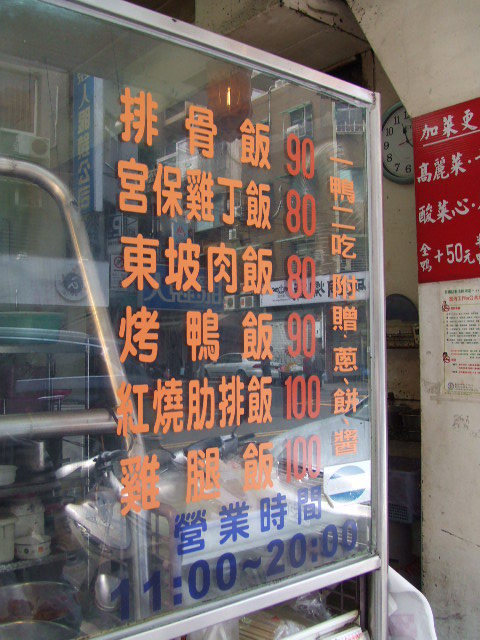 排骨飯 90
宮保雞丁飯 80
東坡肉飯 80
烤鴨飯 90
紅燒肋排飯 100
雞腿飯 100
一鴨二吃附贈:蔥、餅、醬
營業時間
11:00~20:00
加菜更
高麗菜·
酸菜心·
全鴨+50元